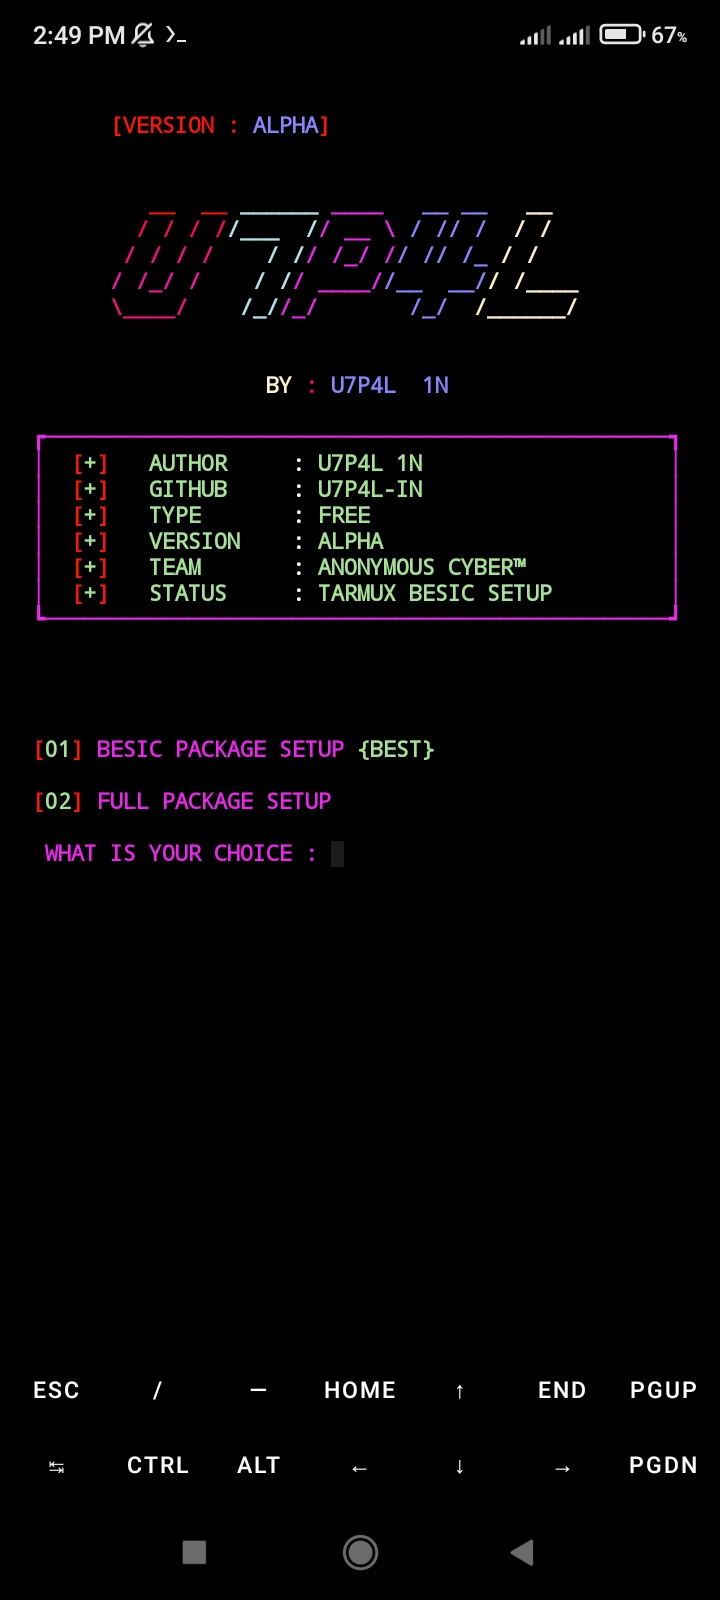 2:49 PM 67%
[VERSION : ALPHA]
U7P4L
BY : U7P4L 1N
[+] AUTHOR : U7P4L 1N
[+] GITHUB : U7P4L-IN
[+] TYPE : FREE
[+] VERSION : ALPHA
[+] TEAM : ANONYMOUS CYBER™
[+] STATUS : TARMUX BESIC SETUP
[01] BESIC PACKAGE SETUP {BEST}
[02] FULL PACKAGE SETUP
WHAT IS YOUR CHOICE :
ESC / — HOME ↑ END PGUP
↹ CTRL ALT ← ↓ → PGDN